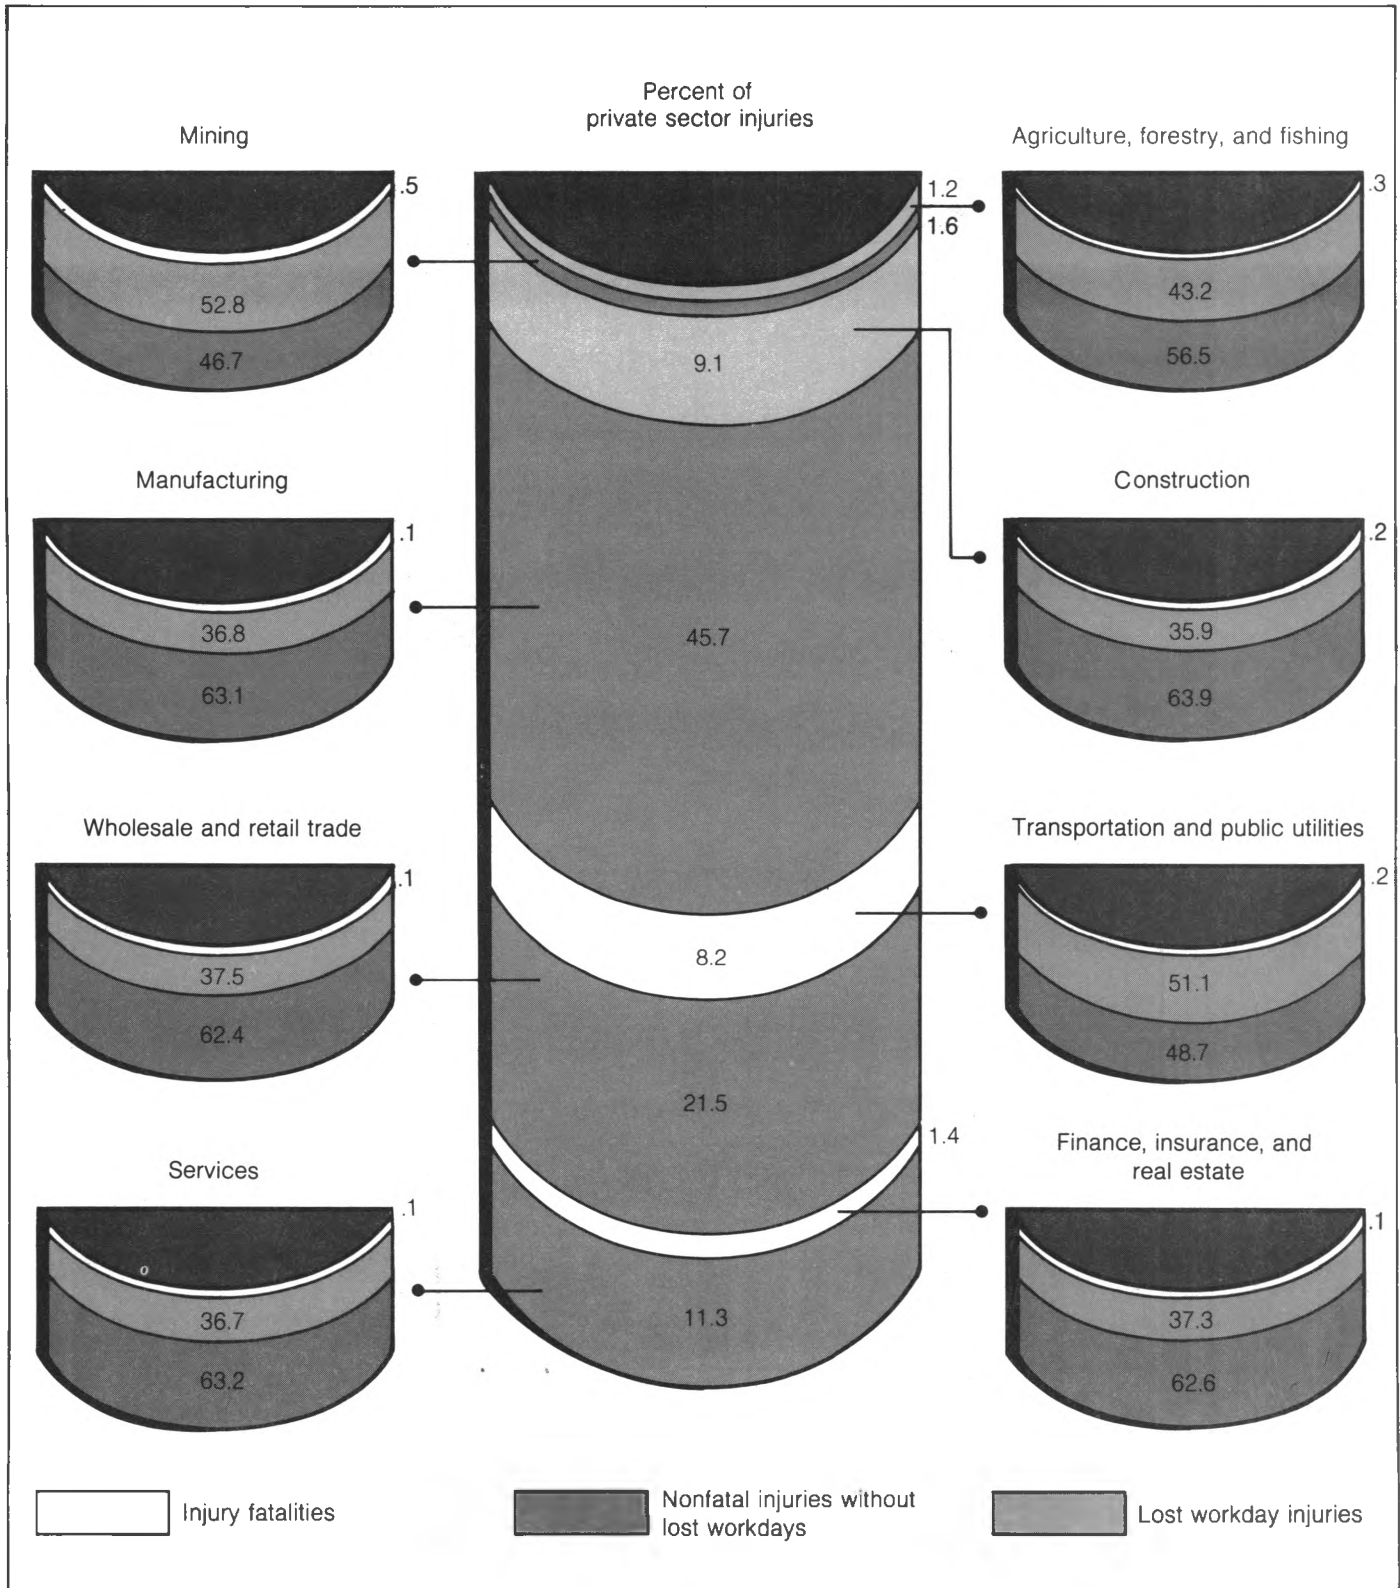 Percent of
private sector injuries
1.2
1.6
9.1
45.7
8.2
21.5
1.4
11.3
Mining
.5
52.8
46.7
Agriculture, forestry, and fishing
.3
43.2
56.5
Manufacturing
.1
36.8
63.1
Construction
.2
35.9
63.9
Wholesale and retail trade
.1
37.5
62.4
Transportation and public utilities
.2
51.1
48.7
Services
.1
36.7
63.2
Finance, insurance, and
real estate
.1
37.3
62.6
Injury fatalities
Nonfatal injuries without
lost workdays
Lost workday injuries